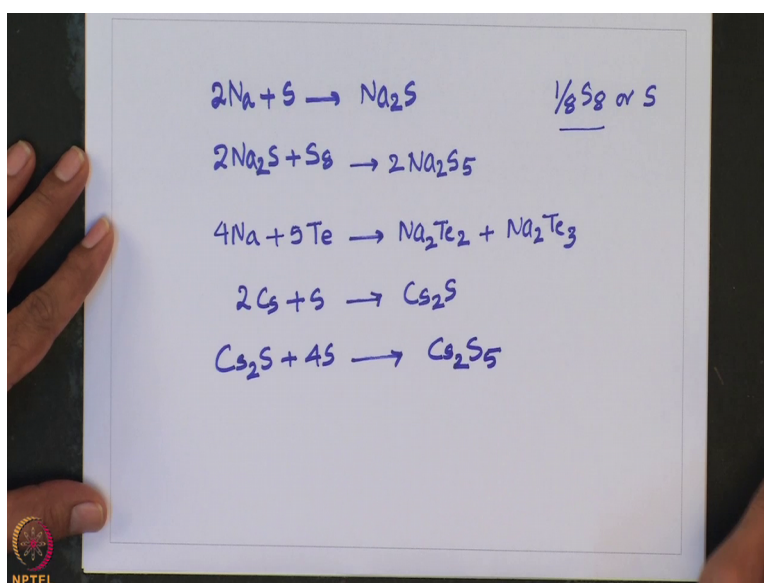 2Na + S → Na₂S
1/8 S₈ or S
2Na₂S + S₈ → 2Na₂S₅
4Na + 5Te → Na₂Te₂ + Na₂Te₃
2Cs + S → Cs₂S
Cs₂S + 4S → Cs₂S₅
NPTEL